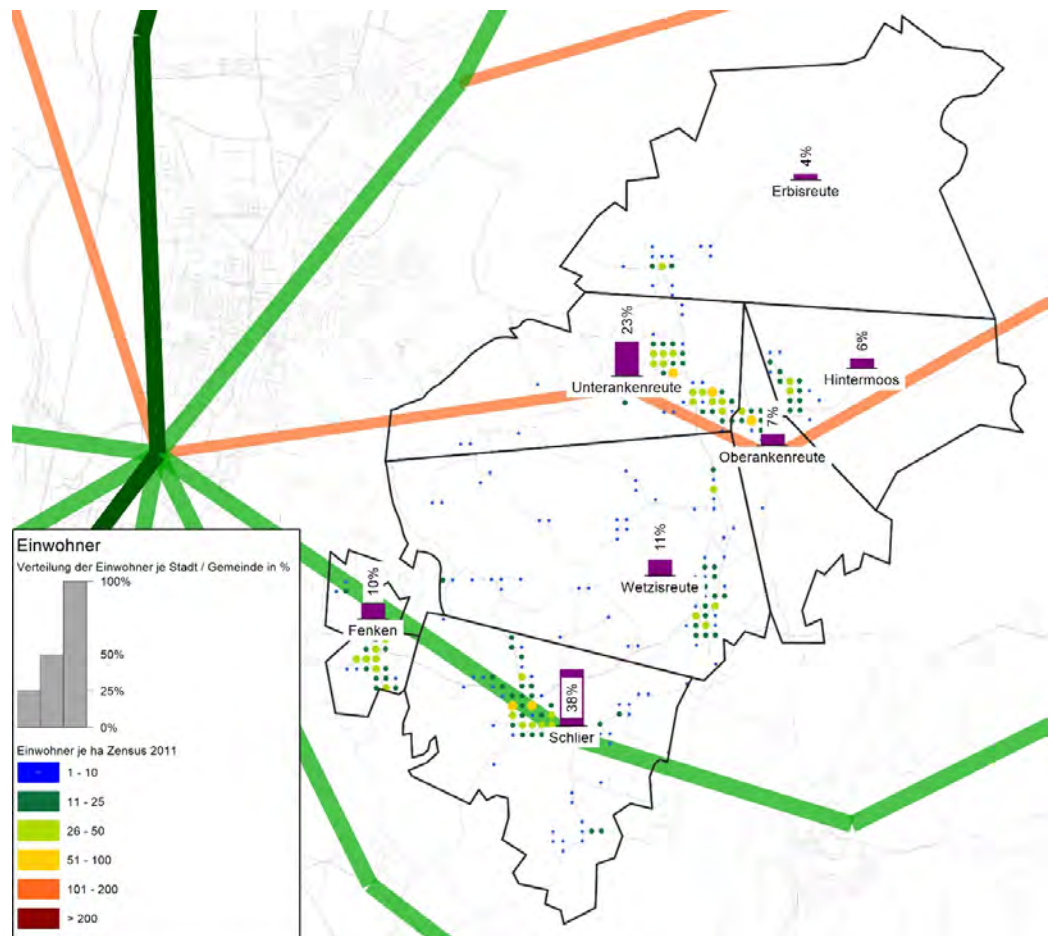 4%
Erbisreute
23%
6%
Unterankenreute
Hintermoos
7%
Oberankenreute
11%
Wetzisreute
10%
Fenken
38%
Schlier
Einwohner
Verteilung der Einwohner je Stadt / Gemeinde in %
100%
50%
25%
0%
Einwohner je ha Zensus 2011
1 - 10
11 - 25
26 - 50
51 - 100
101 - 200
> 200